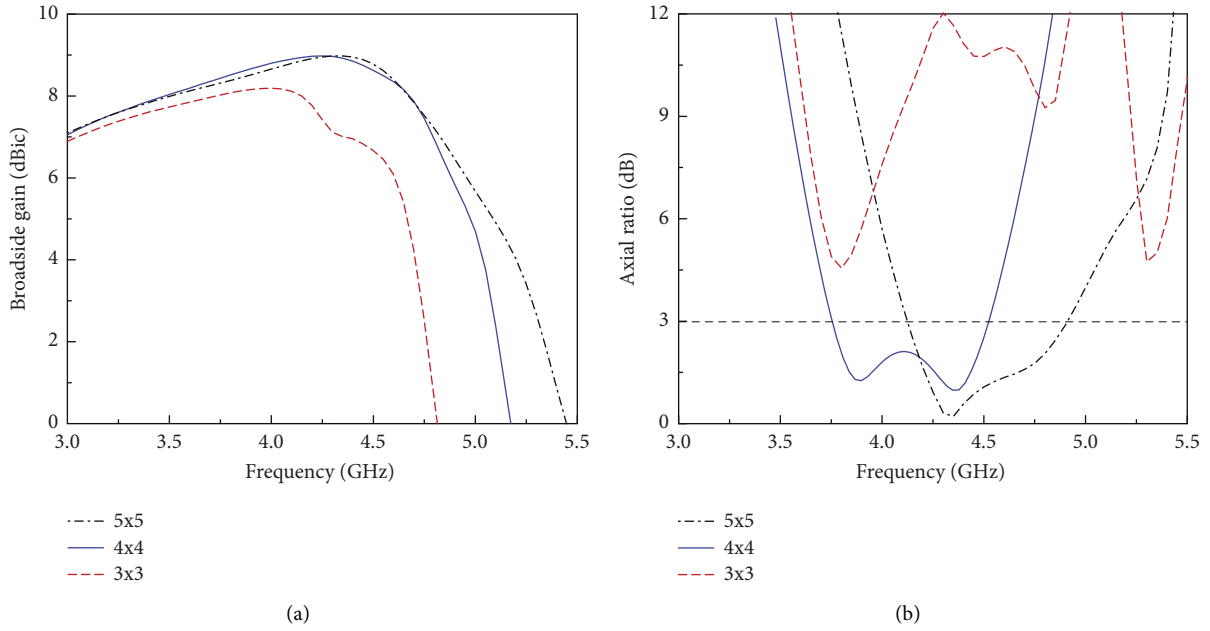 10
8
6
4
2
0
3.0 3.5 4.0 4.5 5.0 5.5
Broadside gain (dBic)
Frequency (GHz)
5x5
4x4
3x3
(a)
12
9
6
3
0
3.0 3.5 4.0 4.5 5.0 5.5
Axial ratio (dB)
Frequency (GHz)
5x5
4x4
3x3
(b)